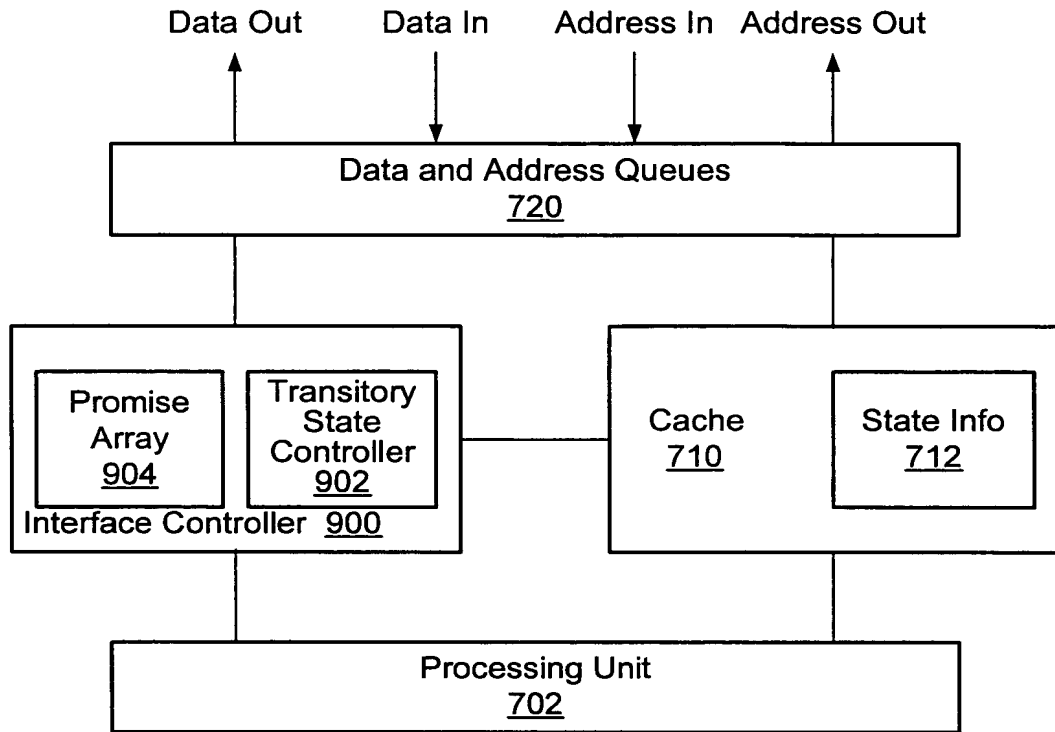 Data Out Data In Address In Address Out
Data and Address Queues
720
Promise
Array
904
Transitory
State
Controller
902
Interface Controller 900
Cache
710
State Info
712
Processing Unit
702